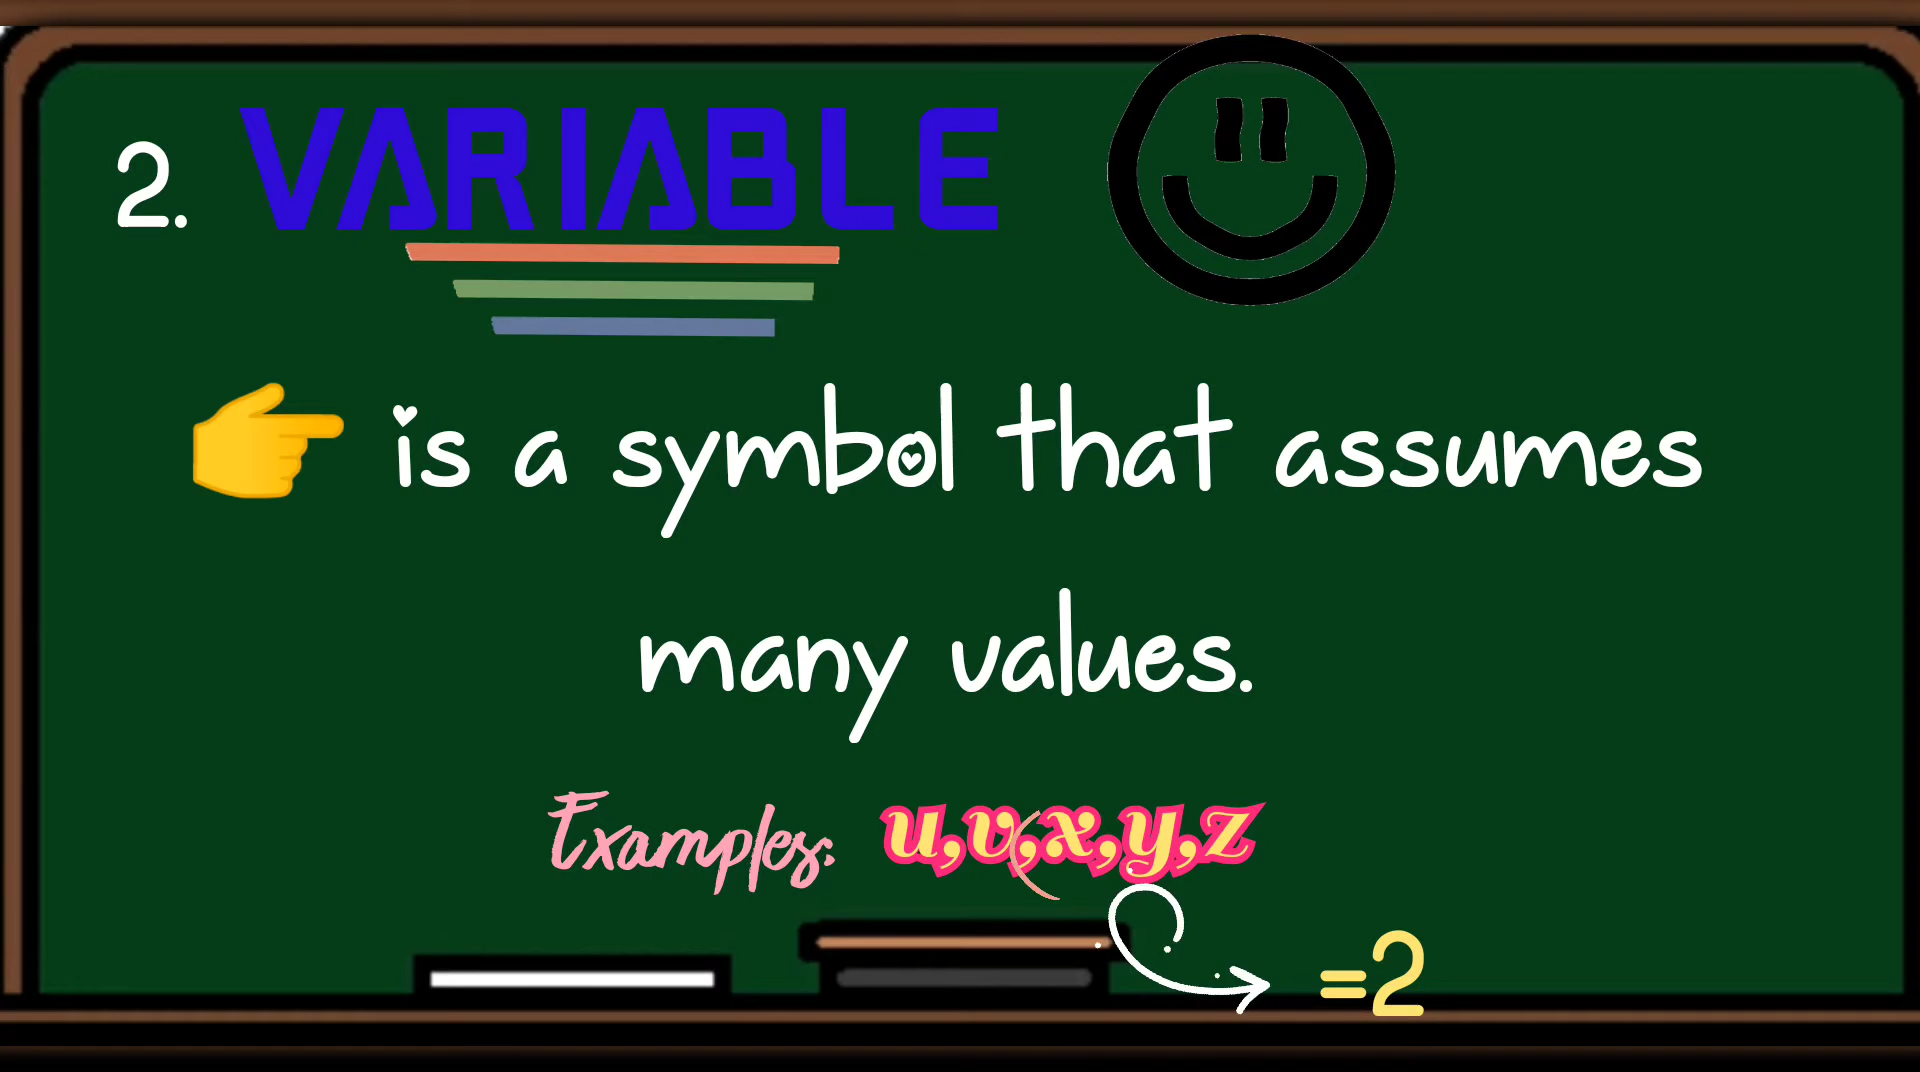 2. VARIABLE
is a symbol that assumes
many values.
Examples: u,v,x,y,z
=2